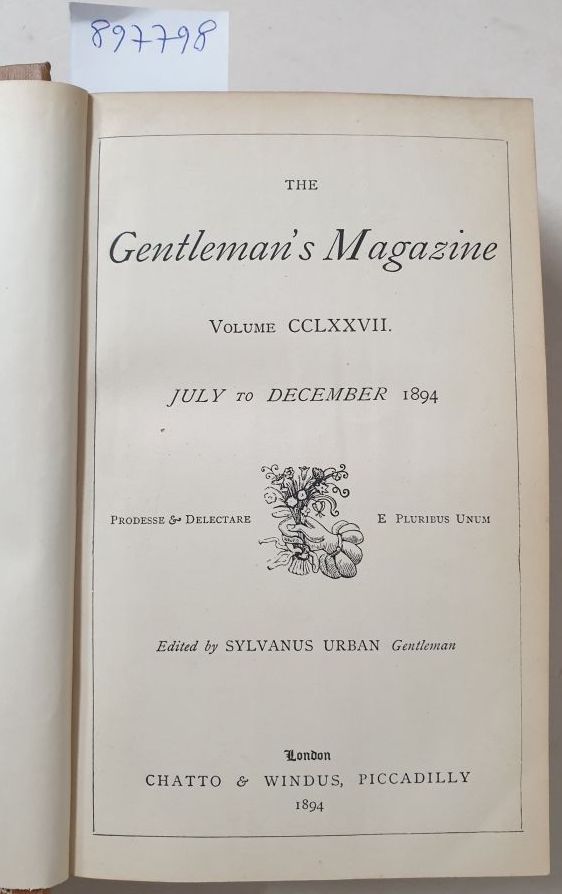 897798
THE
Gentleman's Magazine
VOLUME CCLXXVII.
JULY TO DECEMBER 1894
PRODESSE & DELECTARE E PLURIBUS UNUM
Edited by SYLVANUS URBAN Gentleman
London
CHATTO & WINDUS, PICCADILLY
1894